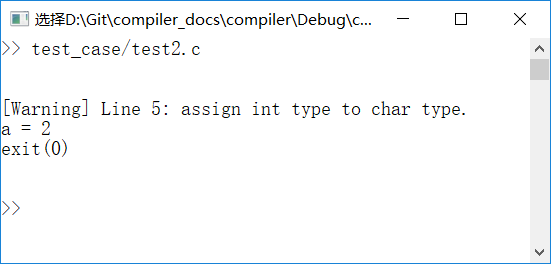 选择D:\Git\compiler_docs\compiler\Debug\c...
>> test_case/test2.c
[Warning] Line 5: assign int type to char type.
a = 2
exit(0)
>>